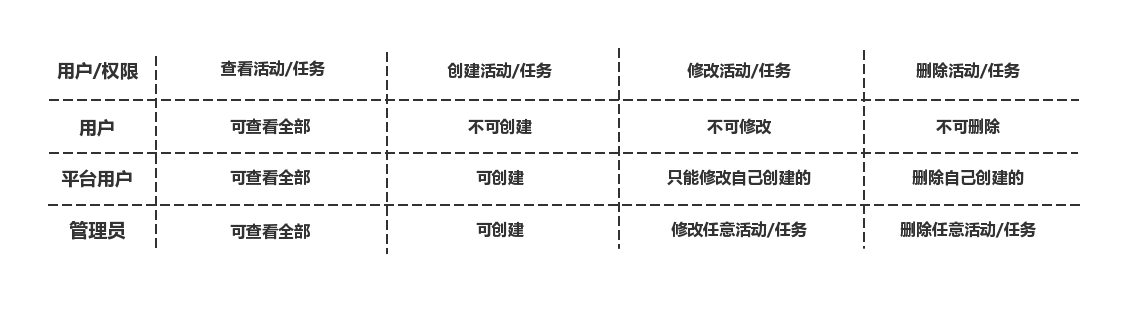 用户/权限 查看活动/任务 创建活动/任务 修改活动/任务 删除活动/任务
用户 可查看全部 不可创建 不可修改 不可删除
平台用户 可查看全部 可创建 只能修改自己创建的 删除自己创建的
管理员 可查看全部 可创建 修改任意活动/任务 删除任意活动/任务